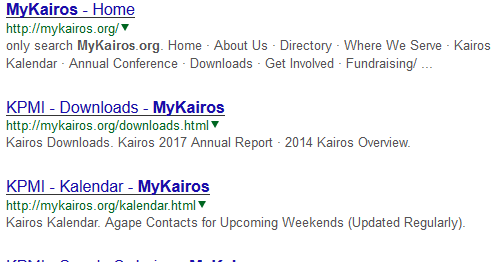 MyKairos - Home
http://mykairos.org/
only search MyKairos.org. Home · About Us · Directory · Where We Serve · Kairos
Kalendar · Annual Conference · Downloads · Get Involved · Fundraising/ ...
KPMI - Downloads - MyKairos
http://mykairos.org/downloads.html
Kairos Downloads. Kairos 2017 Annual Report · 2014 Kairos Overview.
KPMI - Kalendar - MyKairos
http://mykairos.org/kalendar.html
Kairos Kalendar. Agape Contacts for Upcoming Weekends (Updated Regularly).